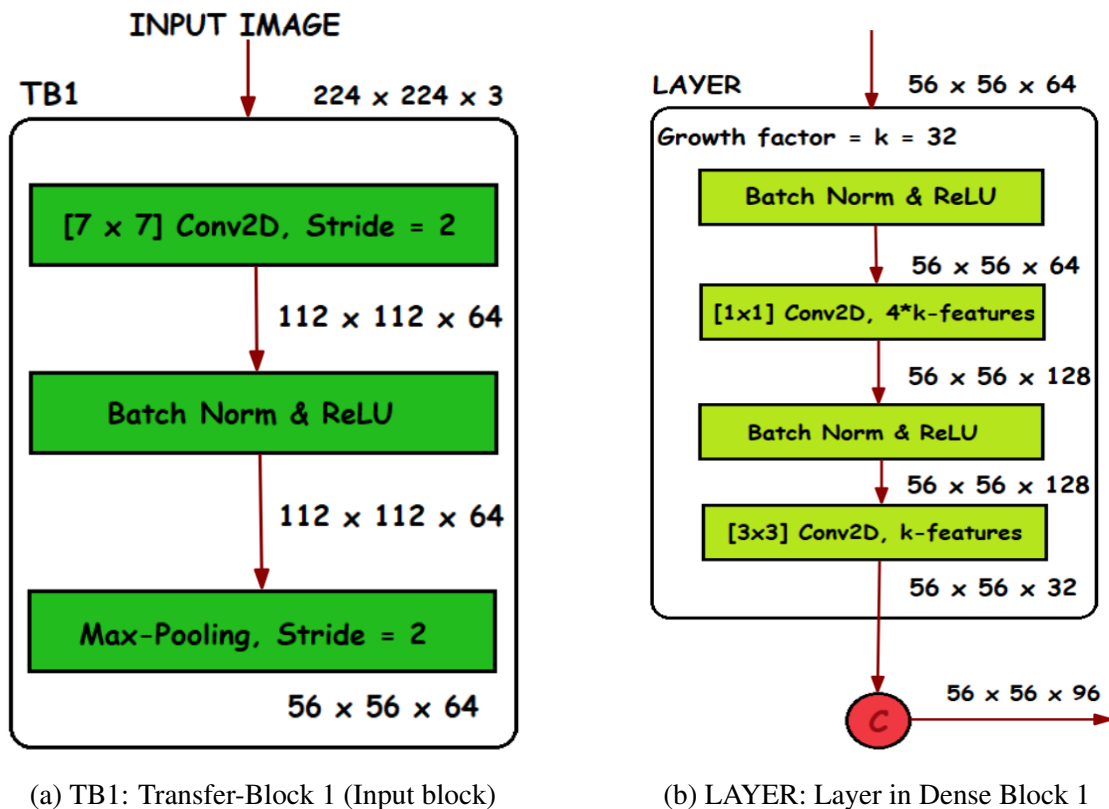 INPUT IMAGE
TB1
224 x 224 x 3
[7 x 7] Conv2D, Stride = 2
112 x 112 x 64
Batch Norm & ReLU
112 x 112 x 64
Max-Pooling, Stride = 2
56 x 56 x 64
(a) TB1: Transfer-Block 1 (Input block)
LAYER
56 x 56 x 64
Growth factor = k = 32
Batch Norm & ReLU
56 x 56 x 64
[1x1] Conv2D, 4*k-features
56 x 56 x 128
Batch Norm & ReLU
56 x 56 x 128
[3x3] Conv2D, k-features
56 x 56 x 32
C
56 x 56 x 96
(b) LAYER: Layer in Dense Block 1